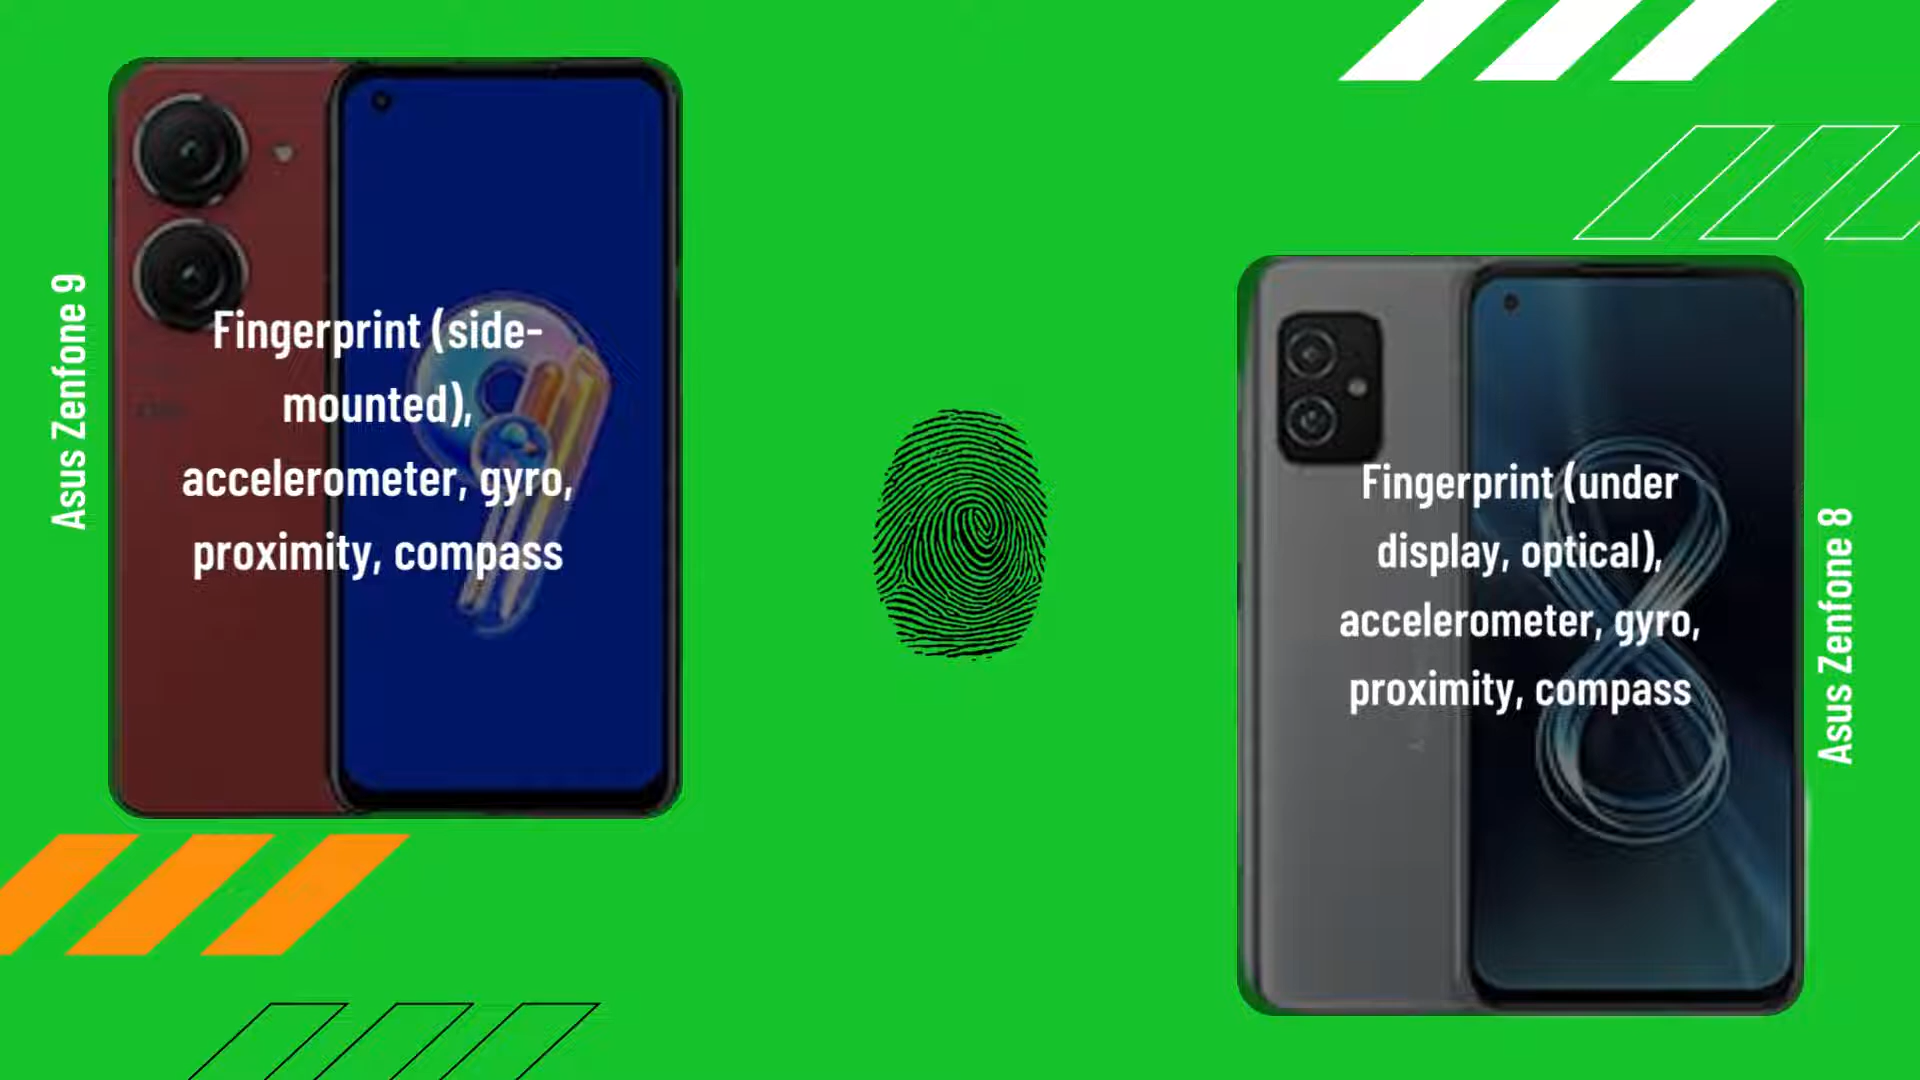 Asus Zenfone 9
Fingerprint (side-
mounted),
accelerometer, gyro,
proximity, compass
Fingerprint (under
display, optical),
accelerometer, gyro,
proximity, compass
Asus Zenfone 8